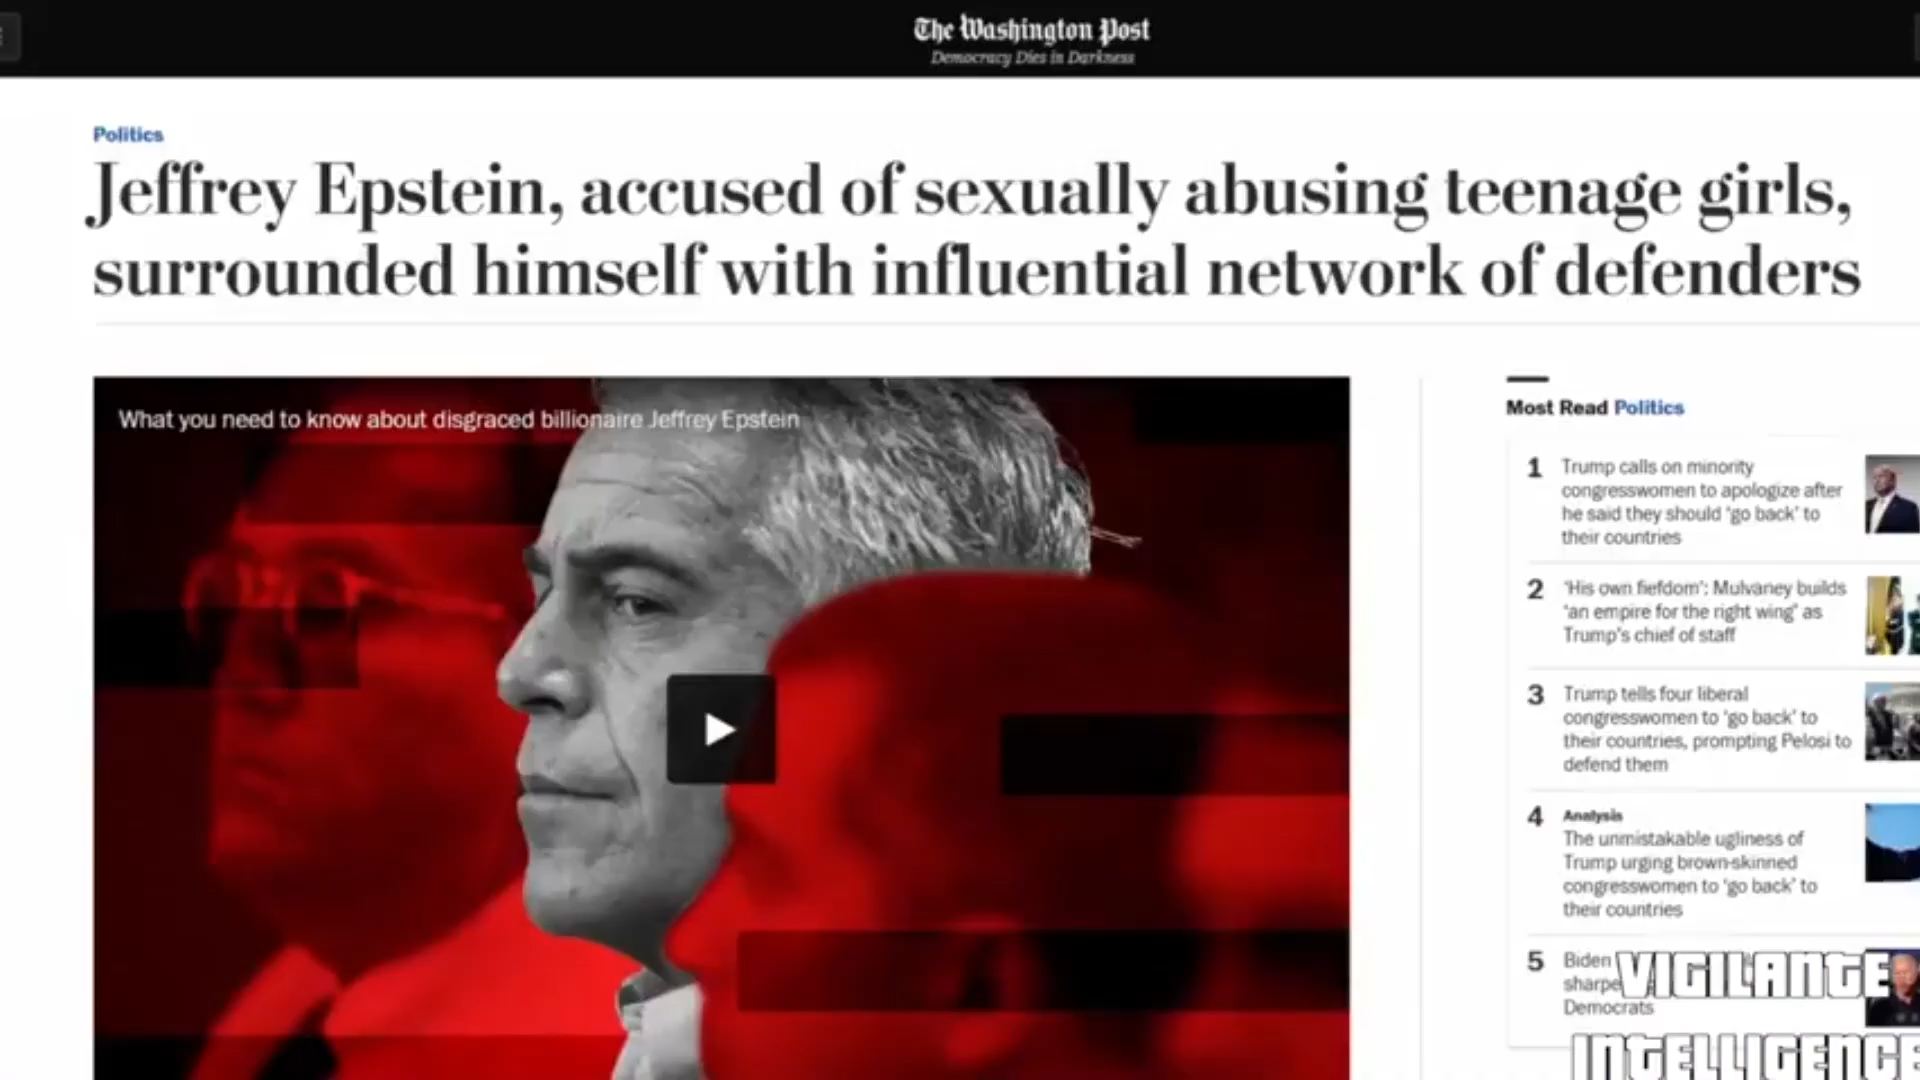 The Washington Post
Democracy Dies in Darkness
Politics
Jeffrey Epstein, accused of sexually abusing teenage girls,
surrounded himself with influential network of defenders
What you need to know about disgraced billionaire Jeffrey Epstein
Most Read Politics
1 Trump calls on minority
congresswomen to apologize after
he said they should ‘go back’ to
their countries
2 ‘His own fiefdom’: Mulvaney builds
‘an empire for the right wing’ as
Trump’s chief of staff
3 Trump tells four liberal
congresswomen to ‘go back’ to
their countries, prompting Pelosi to
defend them
4 Analysis
The unmistakable ugliness of
Trump urging brown-skinned
congresswomen to ‘go back’ to
their countries
5 Biden
Democrats
VIGILANTE
INTELLIGENCE